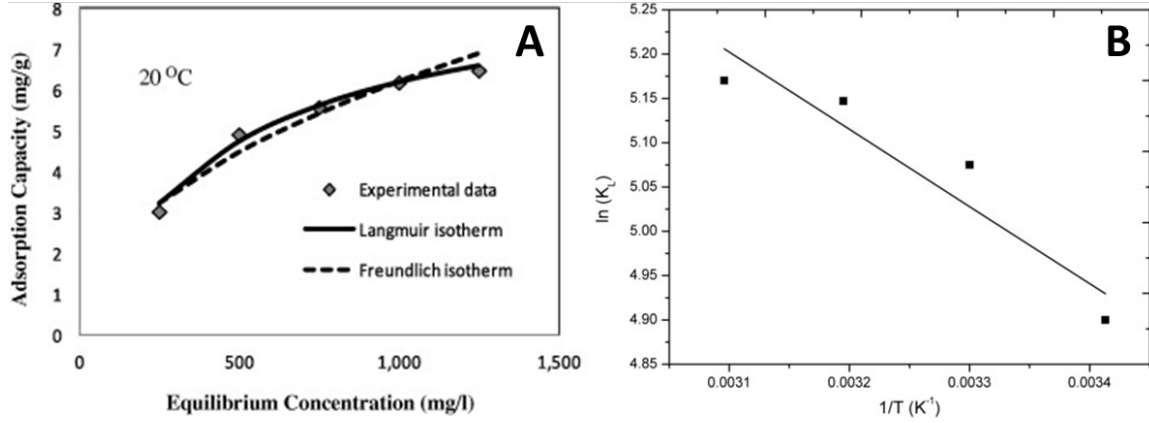 A
20 ᴼC
Adsorption Capacity (mg/g)
8
7
6
5
4
3
2
1
0
Experimental data
Langmuir isotherm
Freundlich isotherm
0
500
1,000
1,500
Equilibrium Concentration (mg/l)
B
ln (K_L)
5.25
5.20
5.15
5.10
5.05
5.00
4.95
4.90
4.85
0.0031
0.0032
0.0033
0.0034
1/T (K⁻¹)